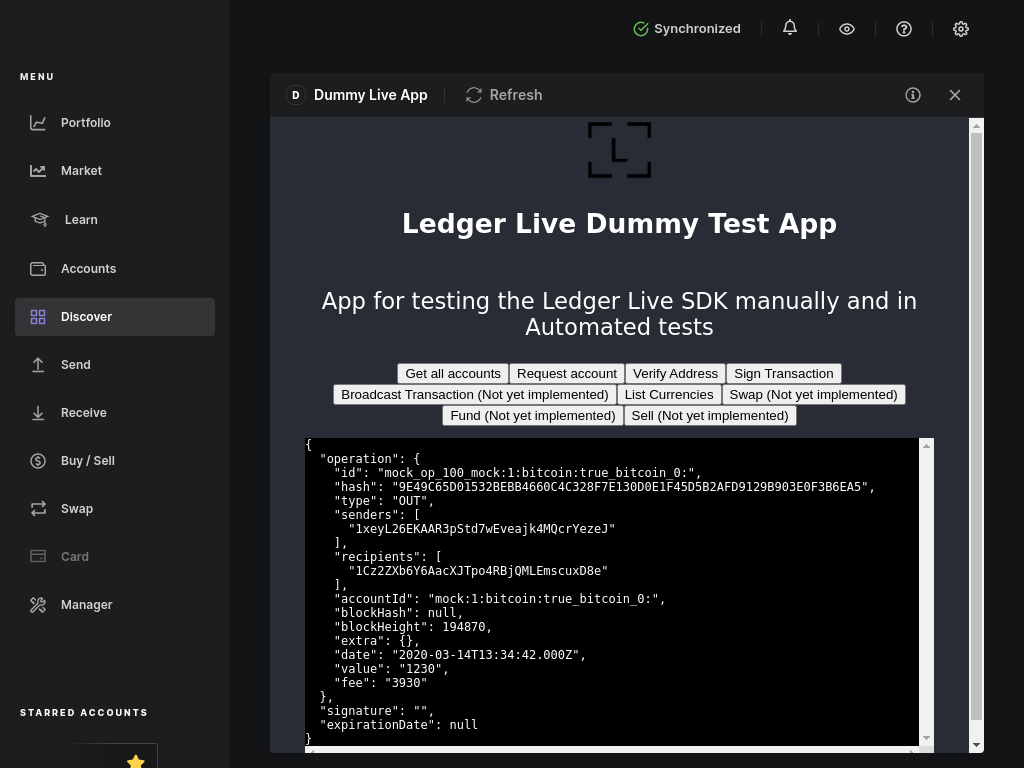 Synchronized
MENU
Portfolio
Market
Learn
Accounts
Discover
Send
Receive
Buy / Sell
Swap
Card
Manager
STARRED ACCOUNTS
D Dummy Live App
Refresh
L
Ledger Live Dummy Test App
App for testing the Ledger Live SDK manually and in
Automated tests
Get all accounts Request account Verify Address Sign Transaction
Broadcast Transaction (Not yet implemented) List Currencies Swap (Not yet implemented)
Fund (Not yet implemented) Sell (Not yet implemented)
{
"operation": {
"id": "mock_op_100_mock:1:bitcoin:true_bitcoin_0:",
"hash": "9E49C65D01532BEBB4660C4C328F7E130D0E1F45D5B2AFD9129B903E0F3B6EA5",
"type": "OUT",
"senders": [
"1xeyL26EKAAR3pStd7wEveajk4MQcrYezeJ"
],
"recipients": [
"1Cz2ZXb6Y6AacXJTpo4RBjQMLEmscuxD8e"
],
"accountId": "mock:1:bitcoin:true_bitcoin_0:",
"blockHash": null,
"blockHeight": 194870,
"extra": {},
"date": "2020-03-14T13:34:42.000Z",
"value": "1230",
"fee": "3930"
},
"signature": "",
"expirationDate": null
}